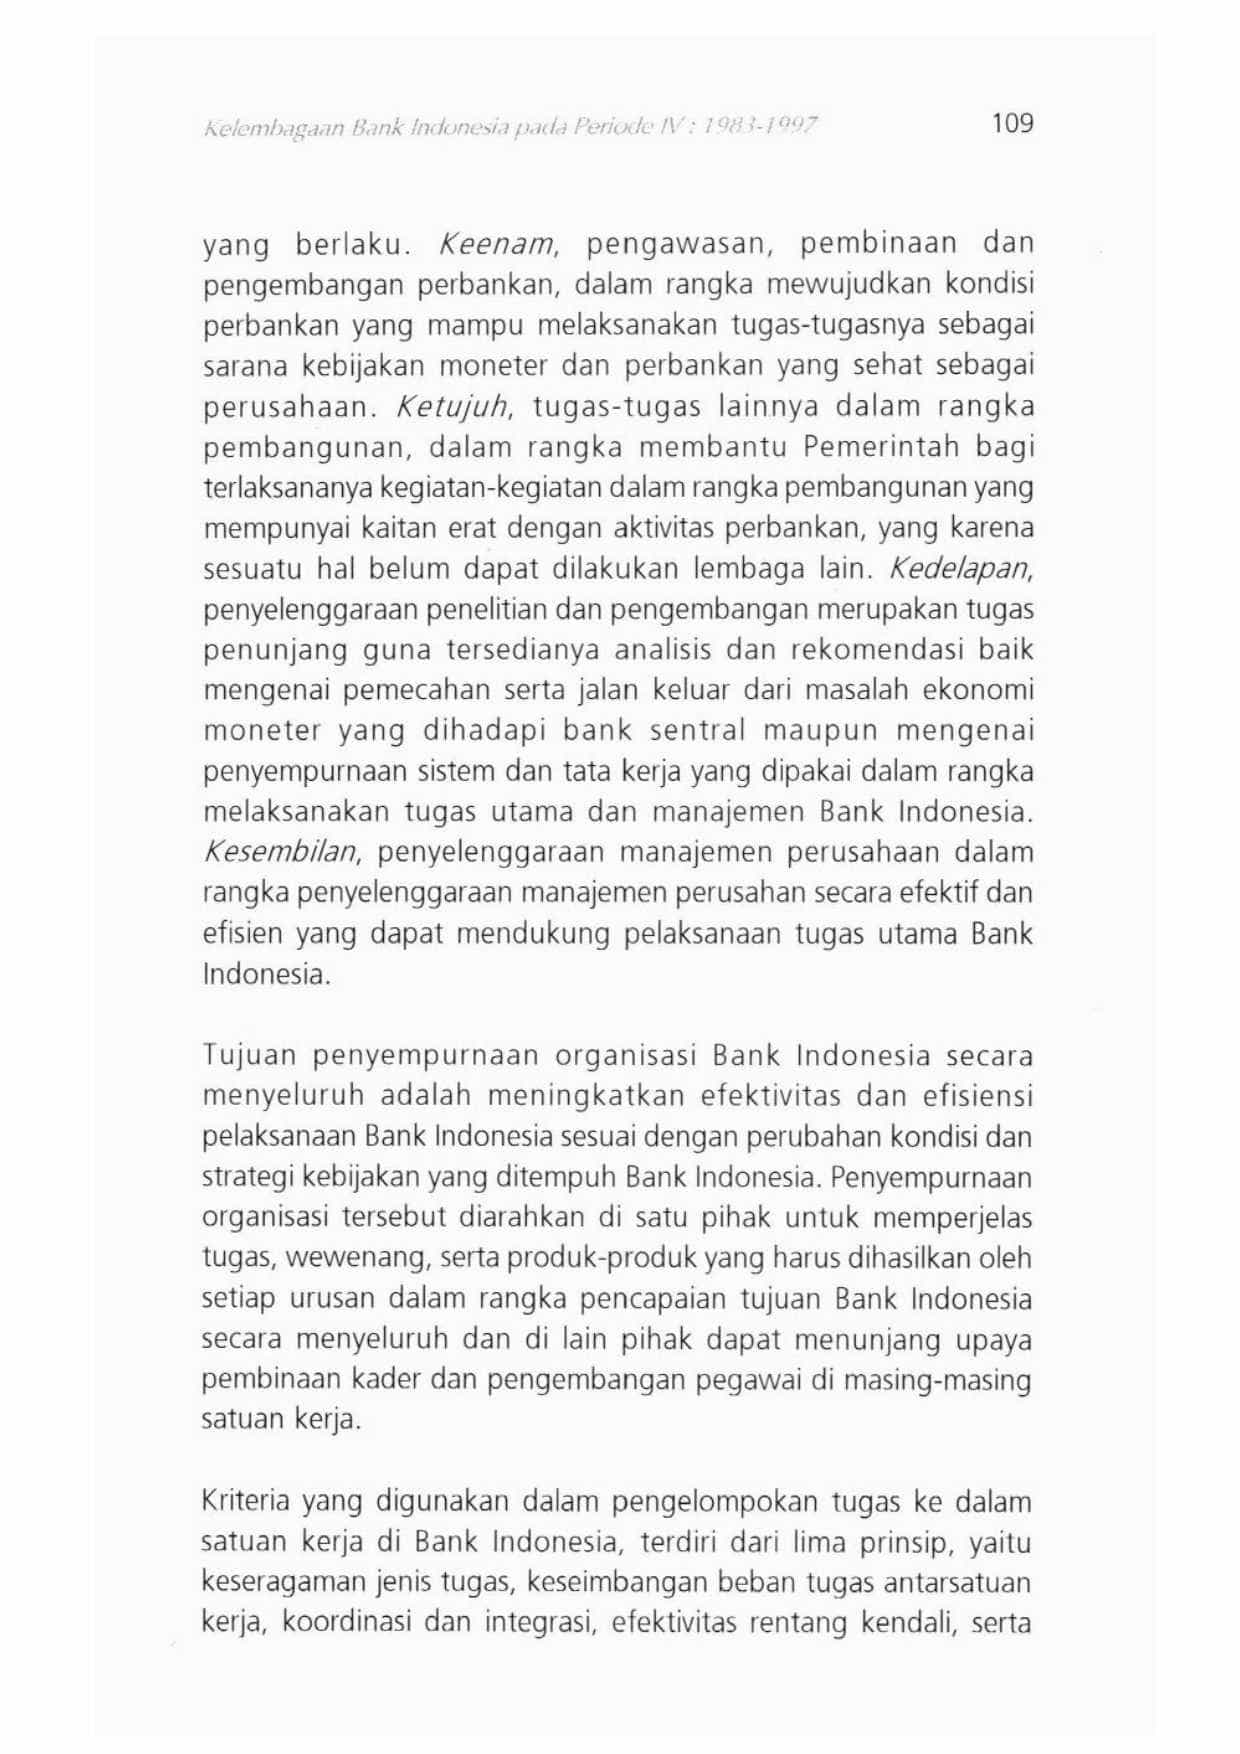 Kelembagaan Bank Indonesia pada Periode IV : 1983-1997 109
yang berlaku. Keenam, pengawasan, pembinaan dan
pengembangan perbankan, dalam rangka mewujudkan kondisi
perbankan yang mampu melaksanakan tugas-tugasnya sebagai
sarana kebijakan moneter dan perbankan yang sehat sebagai
perusahaan. Ketujuh, tugas-tugas lainnya dalam rangka
pembangunan, dalam rangka membantu Pemerintah bagi
terlaksananya kegiatan-kegiatan dalam rangka pembangunan yang
mempunyai kaitan erat dengan aktivitas perbankan, yang karena
sesuatu hal belum dapat dilakukan lembaga lain. Kedelapan,
penyelenggaraan penelitian dan pengembangan merupakan tugas
penunjang guna tersedianya analisis dan rekomendasi baik
mengenai pemecahan serta jalan keluar dari masalah ekonomi
moneter yang dihadapi bank sentral maupun mengenai
penyempurnaan sistem dan tata kerja yang dipakai dalam rangka
melaksanakan tugas utama dan manajemen Bank Indonesia.
Kesembilan, penyelenggaraan manajemen perusahaan dalam
rangka penyelenggaraan manajemen perusahan secara efektif dan
efisien yang dapat mendukung pelaksanaan tugas utama Bank
Indonesia.
Tujuan penyempurnaan organisasi Bank Indonesia secara
menyeluruh adalah meningkatkan efektivitas dan efisiensi
pelaksanaan Bank Indonesia sesuai dengan perubahan kondisi dan
strategi kebijakan yang ditempuh Bank Indonesia. Penyempurnaan
organisasi tersebut diarahkan di satu pihak untuk memperjelas
tugas, wewenang, serta produk-produk yang harus dihasilkan oleh
setiap urusan dalam rangka pencapaian tujuan Bank Indonesia
secara menyeluruh dan di lain pihak dapat menunjang upaya
pembinaan kader dan pengembangan pegawai di masing-masing
satuan kerja.
Kriteria yang digunakan dalam pengelompokan tugas ke dalam
satuan kerja di Bank Indonesia, terdiri dari lima prinsip, yaitu
keseragaman jenis tugas, keseimbangan beban tugas antarsatuan
kerja, koordinasi dan integrasi, efektivitas rentang kendali, serta